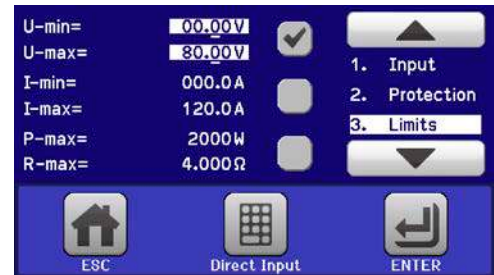 U-min= 00.00V
U-max= 80.00V
I-min= 000.0A
I-max= 120.0A
P-max= 2000W
R-max= 4.000Ω
1. Input
2. Protection
3. Limits
ESC
Direct Input
ENTER